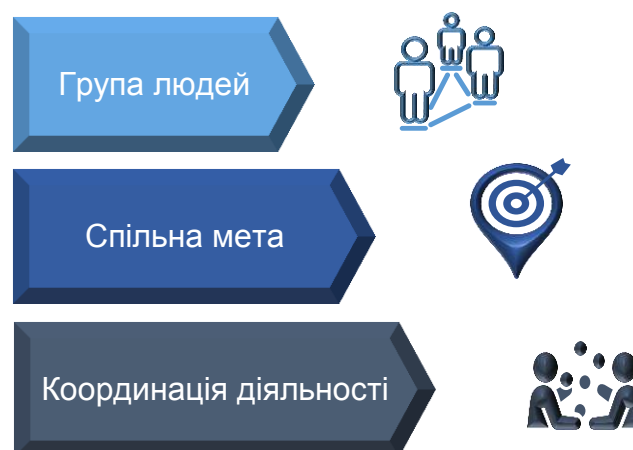 Група людей
Спільна мета
Координація діяльності